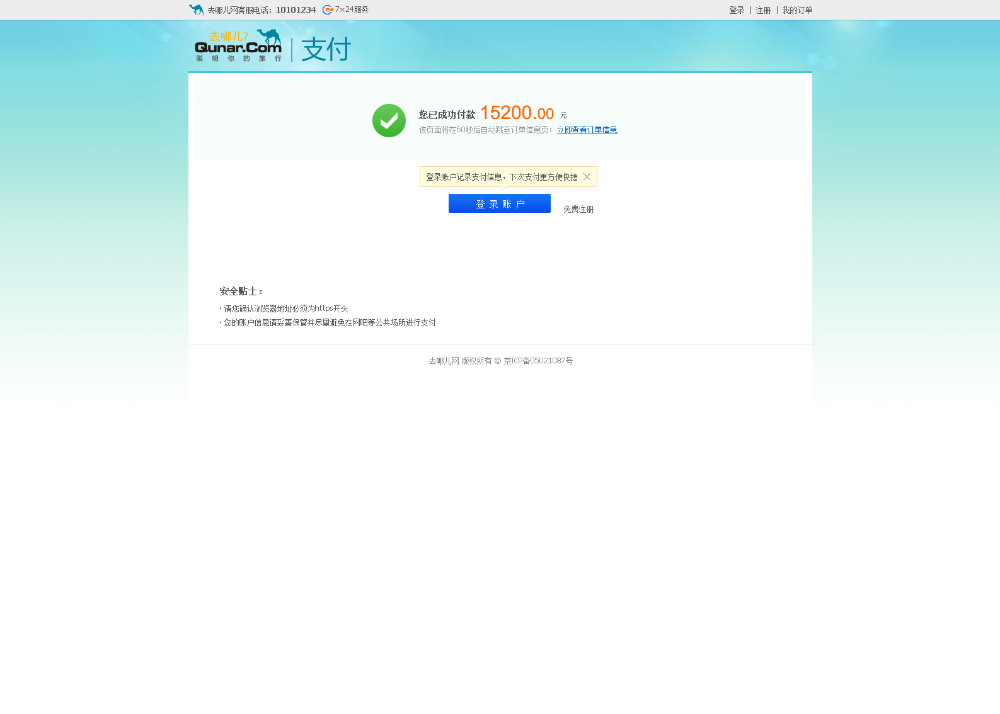 去哪儿网客服电话：10101234 24 7×24服务
登录 | 注册 | 我的订单
去哪儿?
Qunar.Com | 支付
聪明你的旅行
您已成功付款 15200.00 元
该页面将在60秒后自动跳至订单信息页；立即查看订单信息
登录账户记录支付信息，下次支付更方便快捷
登录账户 免费注册
安全贴士：
· 请您确认浏览器地址必须为https开头
· 您的账户信息请妥善保管并尽量避免在网吧等公共场所进行支付
去哪儿网 版权所有 © 京ICP备05021087号